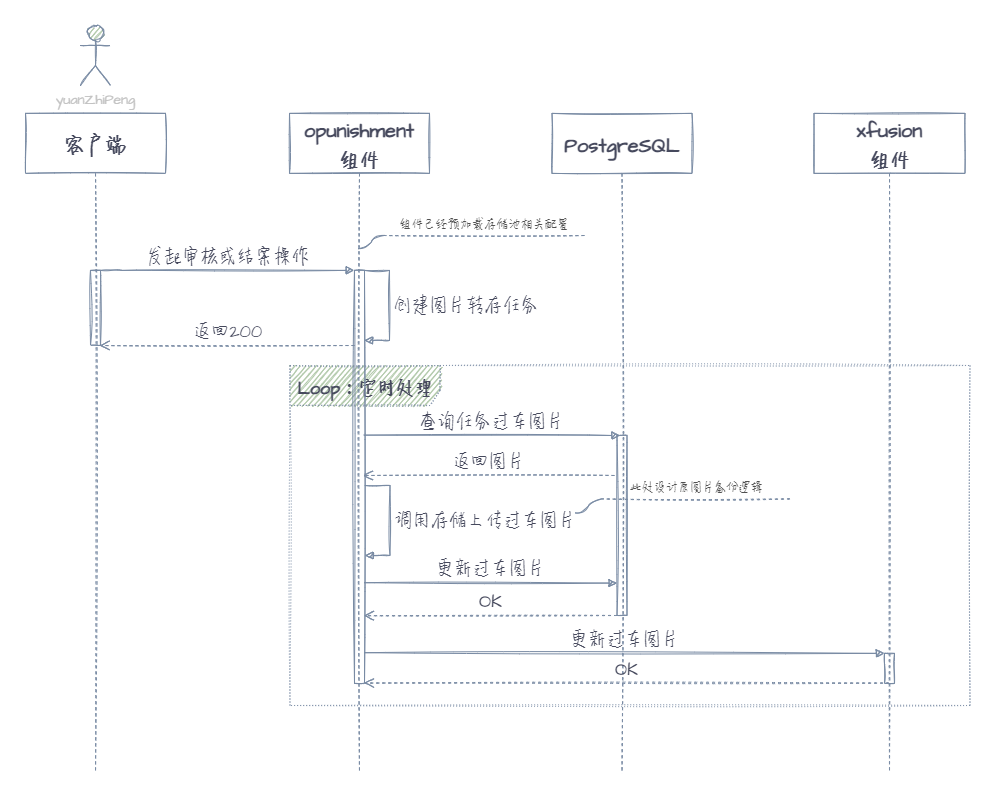 yuanZhiPeng
客户端
opunishment
组件
PostgreSQL
xfusion
组件
组件已经预加载存储池相关配置
发起审核或结案操作
创建图片转存任务
返回200
Loop：定时处理
查询任务过车图片
返回图片
此处设计原图片备份逻辑
调用存储上传过车图片
更新过车图片
OK
更新过车图片
OK